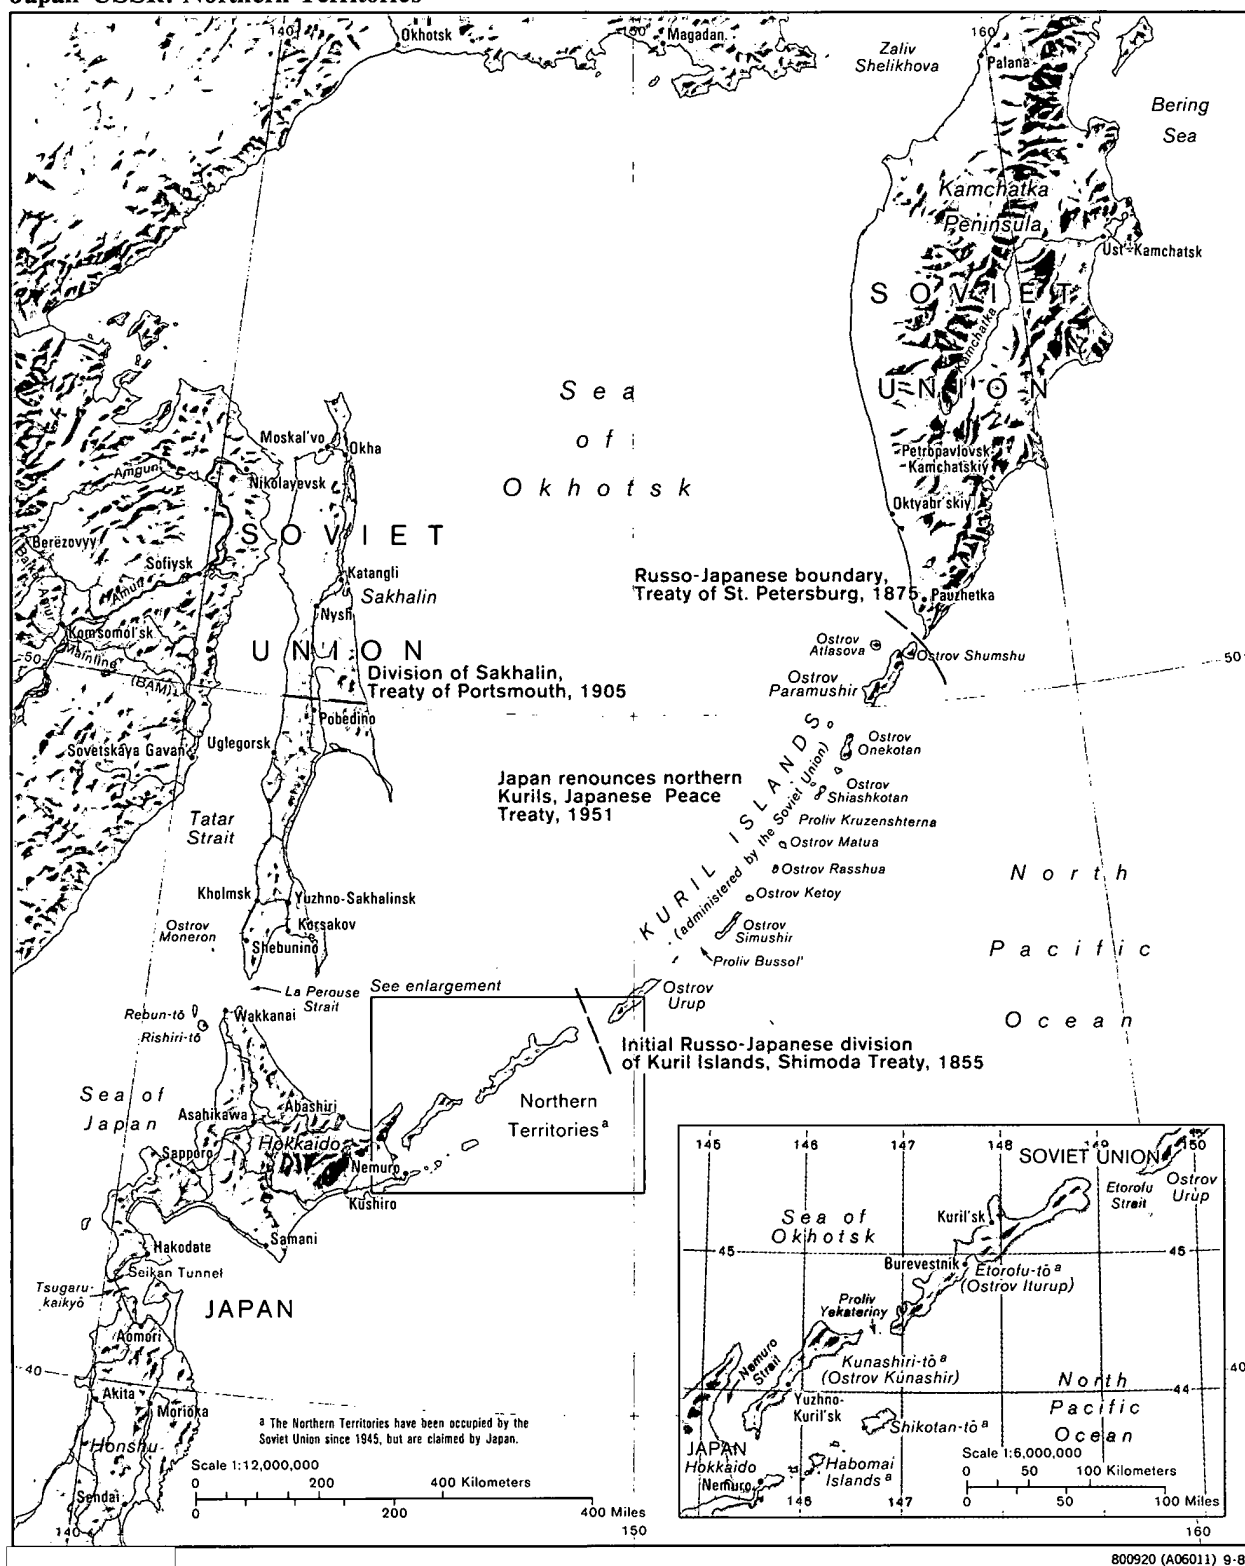 Japan–USSR: Northern Territories
140
Okhotsk
150
Magadan
Zaliv
Shelikhova
160
Palana
Bering
Sea
Kamchatka
Peninsula
Ust'-Kamchatsk
SOVIET
UNION
Kamchatka
Petropavlovsk
Kamchatskiy
Oktyabr'skiy
Pauzhetka
Sea
of
Okhotsk
Moskal'vo
Okha
Amgun'
Nikolayevsk
SOVIET
Berëzovyy
Sofiysk
Amur
Katangli
Sakhalin
Nysh
Komsomol'sk
Mainline
(BAM)
50
UNION
Division of Sakhalin,
Treaty of Portsmouth, 1905
Russo-Japanese boundary,
Treaty of St. Petersburg, 1875
Ostrov
Atlasova
Ostrov Shumshu
50
Ostrov
Paramushir
Pobedino
Sovetskaya Gavan'
Uglegorsk
Ostrov
Onekotan
Japan renounces northern
Kurils, Japanese Peace
Treaty, 1951
KURIL ISLANDS
(administered by the Soviet Union)
Ostrov
Shiashkotan
Proliv Kruzenshterna
Ostrov Matua
Ostrov Rasshua
Ostrov Ketoy
Ostrov
Simushir
Proliv Bussol'
Ostrov
Urup
Tatar
Strait
Kholmsk
Yuzhno-Sakhalinsk
Korsakov
Ostrov
Moneron
Shebunino
North
Pacific
Ocean
La Perouse
Strait
See enlargement
Rebun-tō
Wakkanai
Rishiri-tō
Initial Russo-Japanese division
of Kuril Islands, Shimoda Treaty, 1855
Sea of
Japan
Asahikawa
Abashiri
Hokkaido
Sapporo
Nemuro
Kushiro
Northern
Territories ᵃ
Samani
Hakodate
Seikan Tunnel
Tsugaru-
kaikyō
JAPAN
Aomori
40
Akita
Morioka
Honshu
Sendai
140
ᵃ The Northern Territories have been occupied by the
Soviet Union since 1945, but are claimed by Japan.
Scale 1:12,000,000
0 200 400 Kilometers
0 200 400 Miles
150
145 146 147 148 149 150
SOVIET UNION
Etorofu
Strait
Ostrov
Urup
Sea of
Okhotsk
Kuril'sk
45
45
Burevestnik
Etorofu-tō ᵃ
(Ostrov Iturup)
Proliv
Yekateriny
Nemuro
Strait
Kunashiri-tō ᵃ
(Ostrov Kunashir)
40
44
Yuzhno-
Kuril'sk
Shikotan-tō ᵃ
North
Pacific
Ocean
JAPAN
Hokkaido
Nemuro
Habomai
Islands ᵃ
Scale 1:6,000,000
0 50 100 Kilometers
0 50 100 Miles
146
147
160
800920 (A06011) 9-8